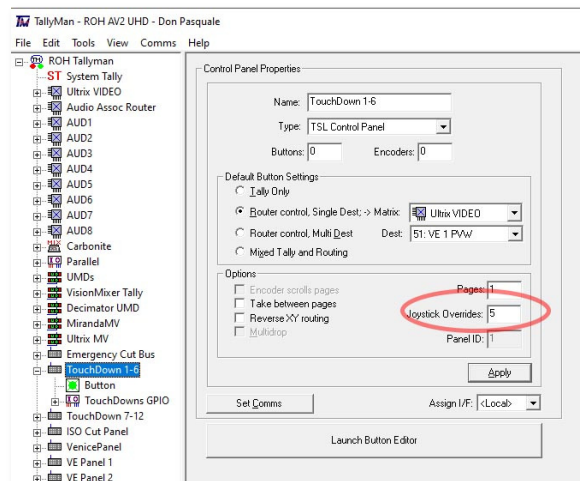 TallyMan - ROH AV2 UHD - Don Pasquale
File Edit Tools View Comms Help
ROH Tallyman
ST System Tally
Ultrix VIDEO
Audio Assoc Router
AUD1
AUD2
AUD3
AUD4
AUD5
AUD6
AUD7
AUD8
Carbonite
Parallel
UMDs
VisionMixer Tally
Decimator UMD
MirandaMV
Ultrix MV
Emergency Cut Bus
TouchDown 1-6
Button
TouchDowns GPIO
TouchDown 7-12
ISO Cut Panel
VenicePanel
VE Panel 1
VE Panel 2
Control Panel Properties
Name: TouchDown 1-6
Type: TSL Control Panel
Buttons: 0 Encoders: 0
Default Button Settings
Tally Only
Router control, Single Dest; -> Matrix: Ultrix VIDEO
Router control, Multi Dest Dest: 51: VE 1 PVW
Mixed Tally and Routing
Options
Encoder scrolls pages Pages: 1
Take between pages
Joystick Overrides: 5
Reverse XY routing
Multidrop Panel ID: 1
Apply
Set Comms Assign I/F: <Local>
Launch Button Editor